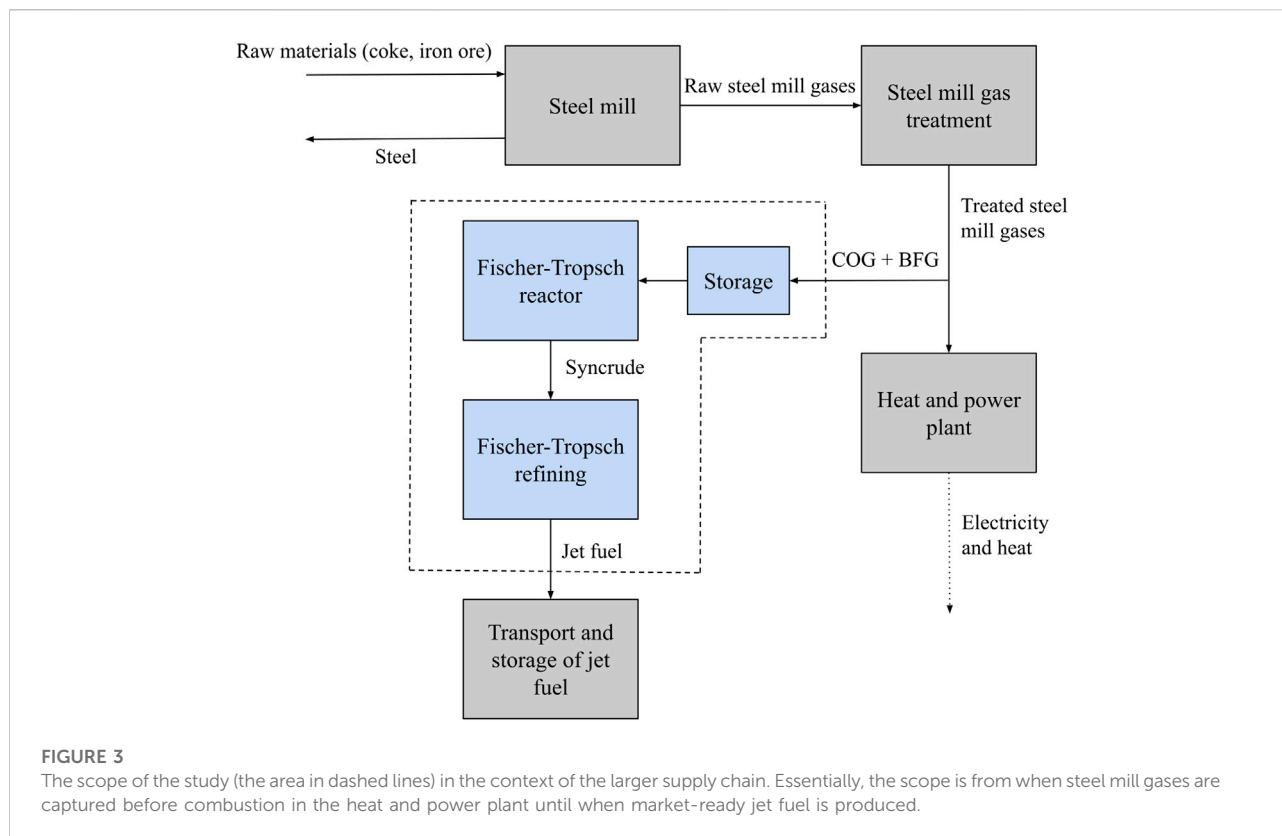 Raw materials (coke, iron ore)
Steel
Steel mill
Raw steel mill gases
Steel mill gas
treatment
Treated steel
mill gases
COG + BFG
Storage
Fischer-Tropsch
reactor
Syncrude
Fischer-Tropsch
refining
Jet fuel
Transport and
storage of jet
fuel
Heat and power
plant
Electricity
and heat
FIGURE 3
The scope of the study (the area in dashed lines) in the context of the larger supply chain. Essentially, the scope is from when steel mill gases are
captured before combustion in the heat and power plant until when market-ready jet fuel is produced.